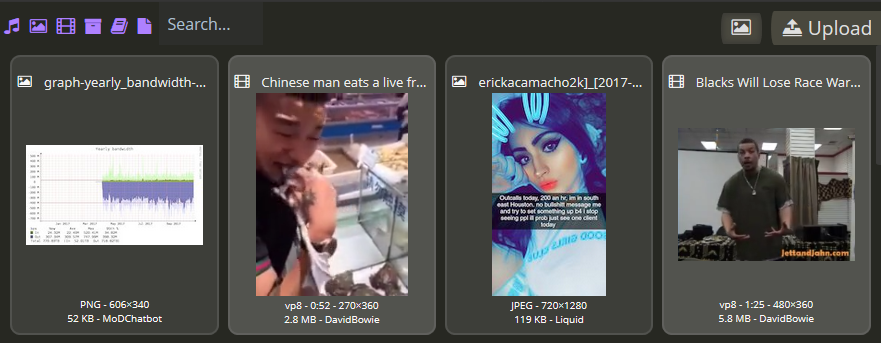 Search...
Upload
graph-yearly_bandwidth-...
Chinese man eats a live fr...
erickacamacho2k]_[2017-...
Blacks Will Lose Race War...
Yearly Bandwidth
Outcalls today, 200 an hr, im in south
east Houston, no bullshitt message me
and try to set something up b4 i stop
seeing ppl ill prob just see one client
today
GOOD GIRLS CLUB
JettandJahn.com
PNG - 606×340
52 KB - MoDChatbot
vp8 - 0:52 - 270×360
2.8 MB - DavidBowie
JPEG - 720×1280
119 KB - Liquid
vp8 - 1:25 - 480×360
5.8 MB - DavidBowie